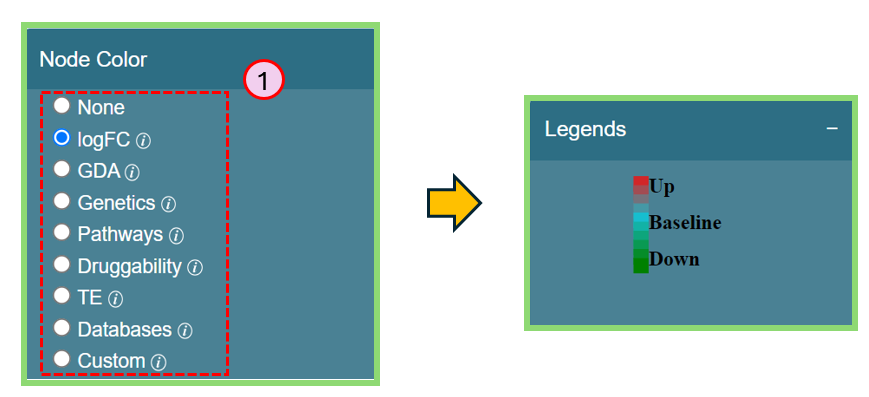 Node Color
1
None
logFC i
GDA i
Genetics i
Pathways i
Druggability i
TE i
Databases i
Custom i
Legends −
Up
Baseline
Down